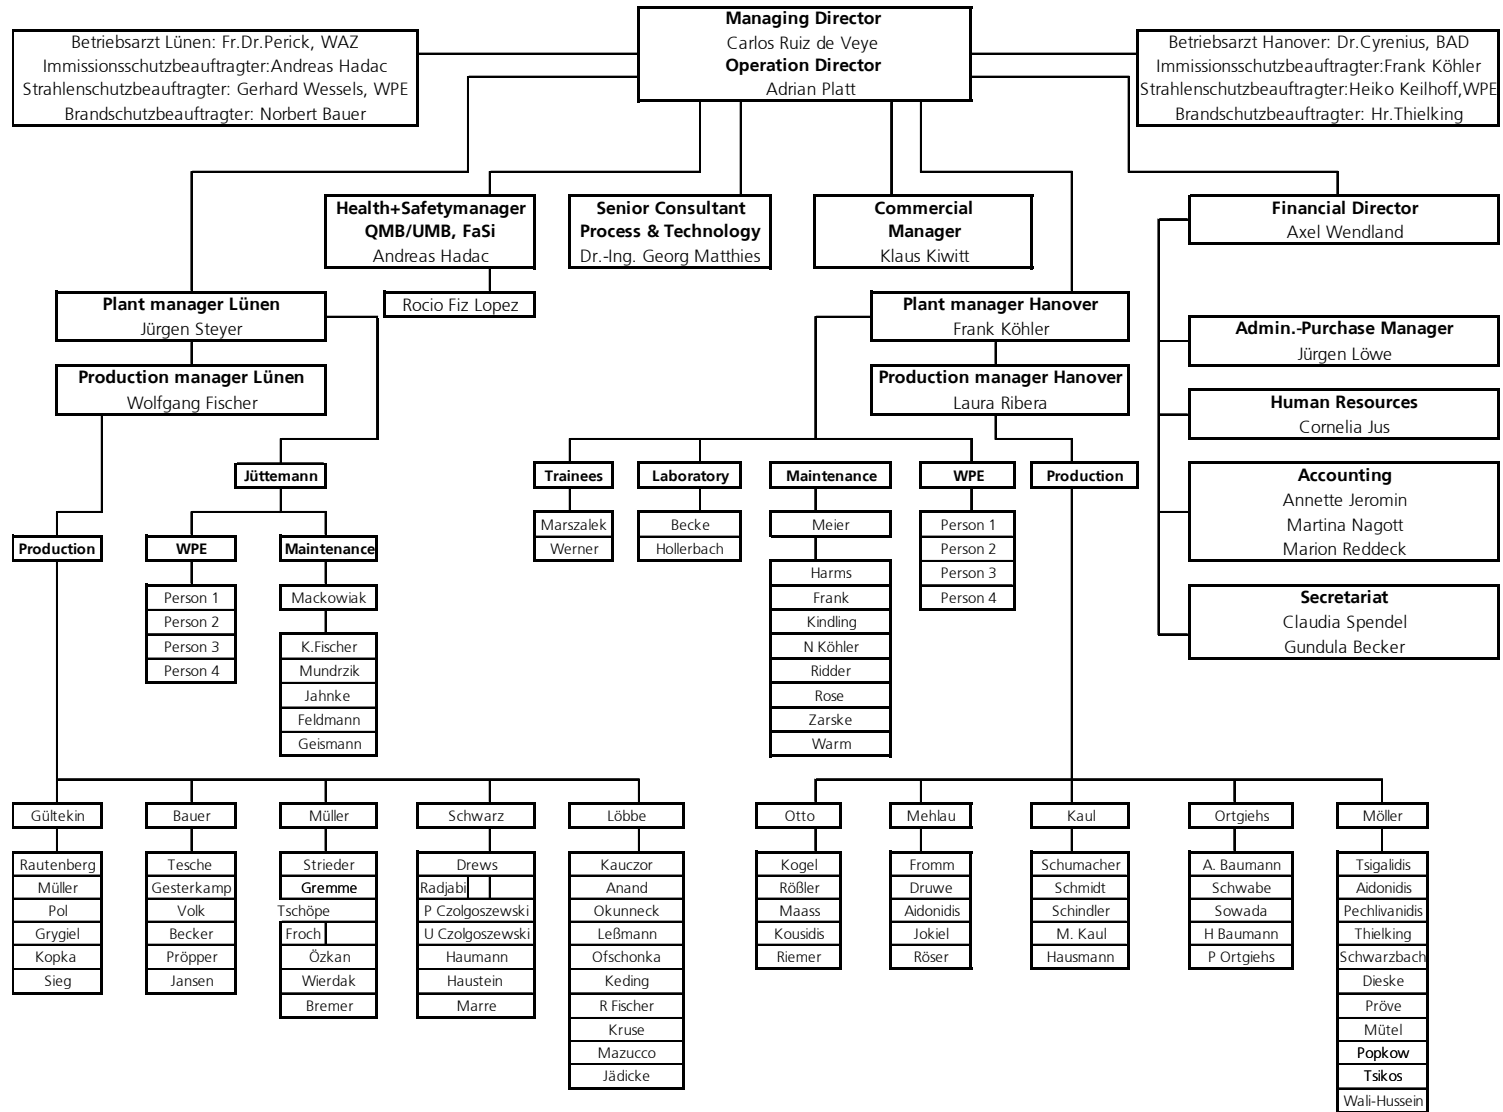 Managing Director
Carlos Ruiz de Veye
Operation Director
Adrian Platt
Betriebsarzt Lünen: Fr.Dr.Perick, WAZ
Immissionsschutzbeauftragter:Andreas Hadac
Strahlenschutzbeauftragter: Gerhard Wessels, WPE
Brandschutzbeauftragter: Norbert Bauer
Betriebsarzt Hanover: Dr.Cyrenius, BAD
Immissionsschutzbeauftragter:Frank Köhler
Strahlenschutzbeauftragter:Heiko Keilhoff,WPE
Brandschutzbeauftragter: Hr.Thielking
Health+Safetymanager
QMB/UMB, FaSi
Andreas Hadac
Rocio Fiz Lopez
Senior Consultant
Process & Technology
Dr.-Ing. Georg Matthies
Commercial
Manager
Klaus Kiwitt
Financial Director
Axel Wendland
Plant manager Lünen
Jürgen Steyer
Production manager Lünen
Wolfgang Fischer
Plant manager Hanover
Frank Köhler
Production manager Hanover
Laura Ribera
Admin.-Purchase Manager
Jürgen Löwe
Human Resources
Cornelia Jus
Accounting
Annette Jeromin
Martina Nagott
Marion Reddeck
Secretariat
Claudia Spendel
Gundula Becker
Jüttemann
Production
WPE
Person 1
Person 2
Person 3
Person 4
Maintenance
Mackowiak
K.Fischer
Mundrzik
Jahnke
Feldmann
Geismann
Trainees
Marszalek
Werner
Laboratory
Becke
Hollerbach
Maintenance
Meier
Harms
Frank
Kindling
N Köhler
Ridder
Rose
Zarske
Warm
WPE
Person 1
Person 2
Person 3
Person 4
Production
Gültekin
Rautenberg
Müller
Pol
Grygiel
Kopka
Sieg
Bauer
Tesche
Gesterkamp
Volk
Becker
Pröpper
Jansen
Müller
Strieder
Gremme
Tschöpe
Froch
Özkan
Wierdak
Bremer
Schwarz
Drews
Radjabi
P Czolgoszewski
U Czolgoszewski
Haumann
Haustein
Marre
Löbbe
Kauczor
Anand
Okunneck
Leßmann
Ofschonka
Keding
R Fischer
Kruse
Mazucco
Jädicke
Otto
Kogel
Rößler
Maass
Kousidis
Riemer
Mehlau
Fromm
Druwe
Aidonidis
Jokiel
Röser
Kaul
Schumacher
Schmidt
Schindler
M. Kaul
Hausmann
Ortgiehs
A. Baumann
Schwabe
Sowada
H Baumann
P Ortgiehs
Möller
Tsigalidis
Aidonidis
Pechlivanidis
Thielking
Schwarzbach
Dieske
Pröve
Mütel
Popkow
Tsikos
Wali-Hussein